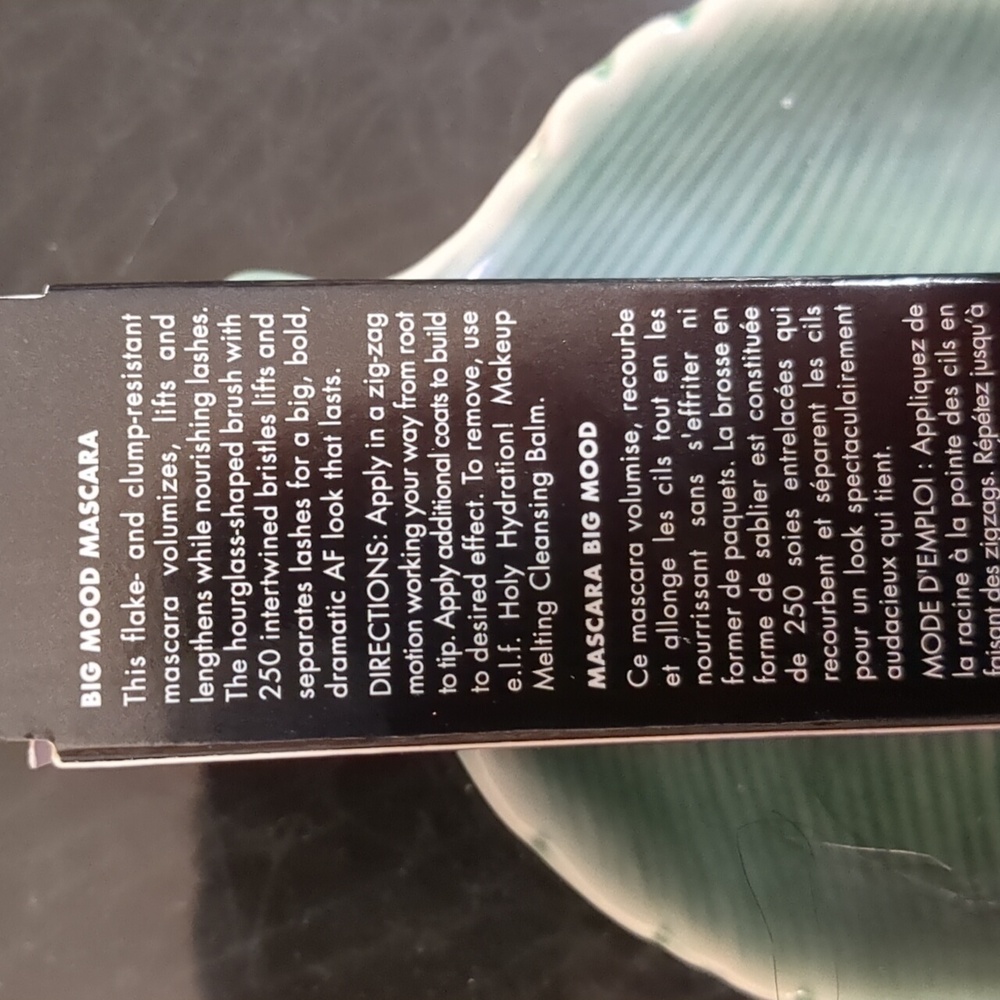 BIG MOOD MASCARA
This flake- and clump-resistant
mascara volumizes, lifts and
lengthens while nourishing lashes.
The hourglass-shaped brush with
250 intertwined bristles lifts and
separates lashes for a big, bold,
dramatic AF look that lasts.
DIRECTIONS: Apply in a zig-zag
motion working your way from root
to tip. Apply additional coats to build
to desired effect. To remove, use
e.l.f. Holy Hydration! Makeup
Melting Cleansing Balm.
MASCARA BIG MOOD
Ce mascara volumise, recourbe
et allonge les cils tout en les
nourrissant sans s'effriter ni
former de paquets. La brosse en
forme de sablier est constituée
de 250 soies entrelacées qui
recourbent et séparent les cils
pour un look spectaculairement
audacieux qui tient.
MODE D'EMPLOI : Appliquez de
la racine à la pointe des cils en
faisant des zigzags. Répétez jusqu'à